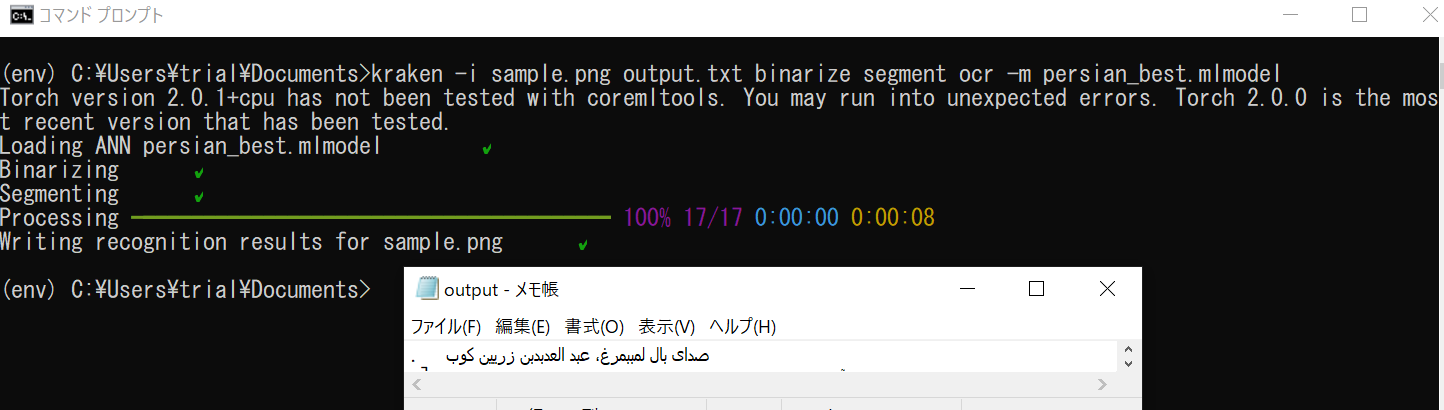 コマンド プロンプト
(env) C:¥Users¥trial¥Documents>kraken -i sample.png output.txt binarize segment ocr -m persian_best.mlmodel
Torch version 2.0.1+cpu has not been tested with coremltools. You may run into unexpected errors. Torch 2.0.0 is the mos
t recent version that has been tested.
Loading ANN persian_best.mlmodel ✔
Binarizing ✔
Segmenting ✔
Processing 100% 17/17 0:00:00 0:00:08
Writing recognition results for sample.png ✔
(env) C:¥Users¥trial¥Documents>
output - メモ帳
ファイル(F) 編集(E) 書式(O) 表示(V) ヘルプ(H)
صدای بال لمیمرغ، عبد العدبدبن زریین کوب